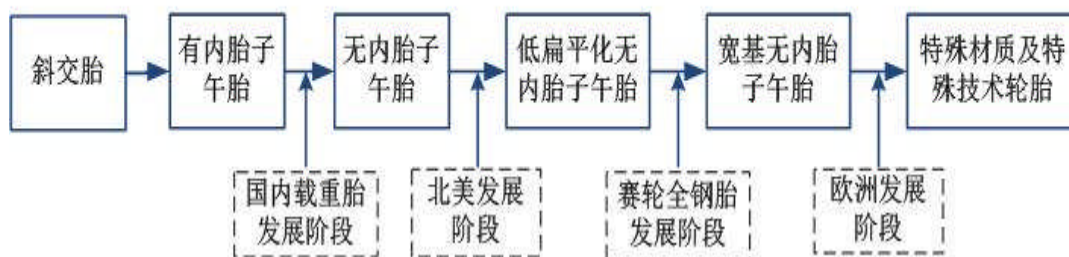 斜交胎
有内胎子
午胎
无内胎子
午胎
低扁平化无
内胎子午胎
宽基无内胎
子午胎
特殊材质及特
殊技术轮胎
国内载重胎
发展阶段
北美发展
阶段
赛轮全钢胎
发展阶段
欧洲发展
阶段